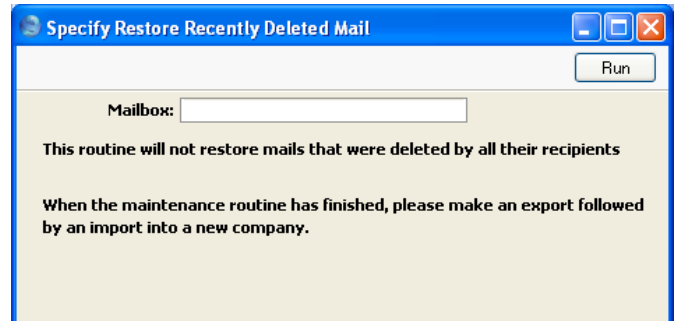 Specify Restore Recently Deleted Mail
Run
Mailbox:
This routine will not restore mails that were deleted by all their recipients
When the maintenance routine has finished, please make an export followed
by an import into a new company.